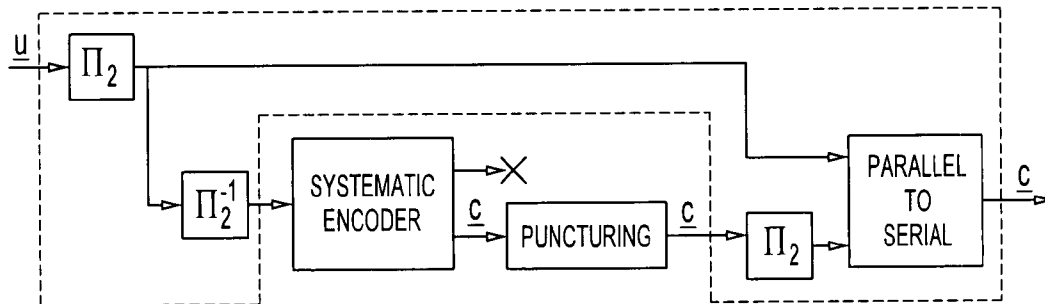 u
Π₂
Π₂⁻¹
SYSTEMATIC
ENCODER
c
PUNCTURING
c
Π₂
PARALLEL
TO
SERIAL
c